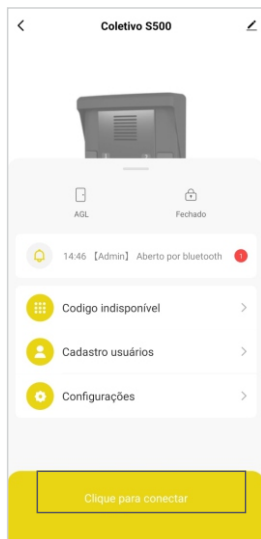 Coletivo S500
AGL
Fechado
14:46 【Admin】 Aberto por bluetooth
1
Codigo indisponível
Cadastro usuários
Configurações
Clique para conectar